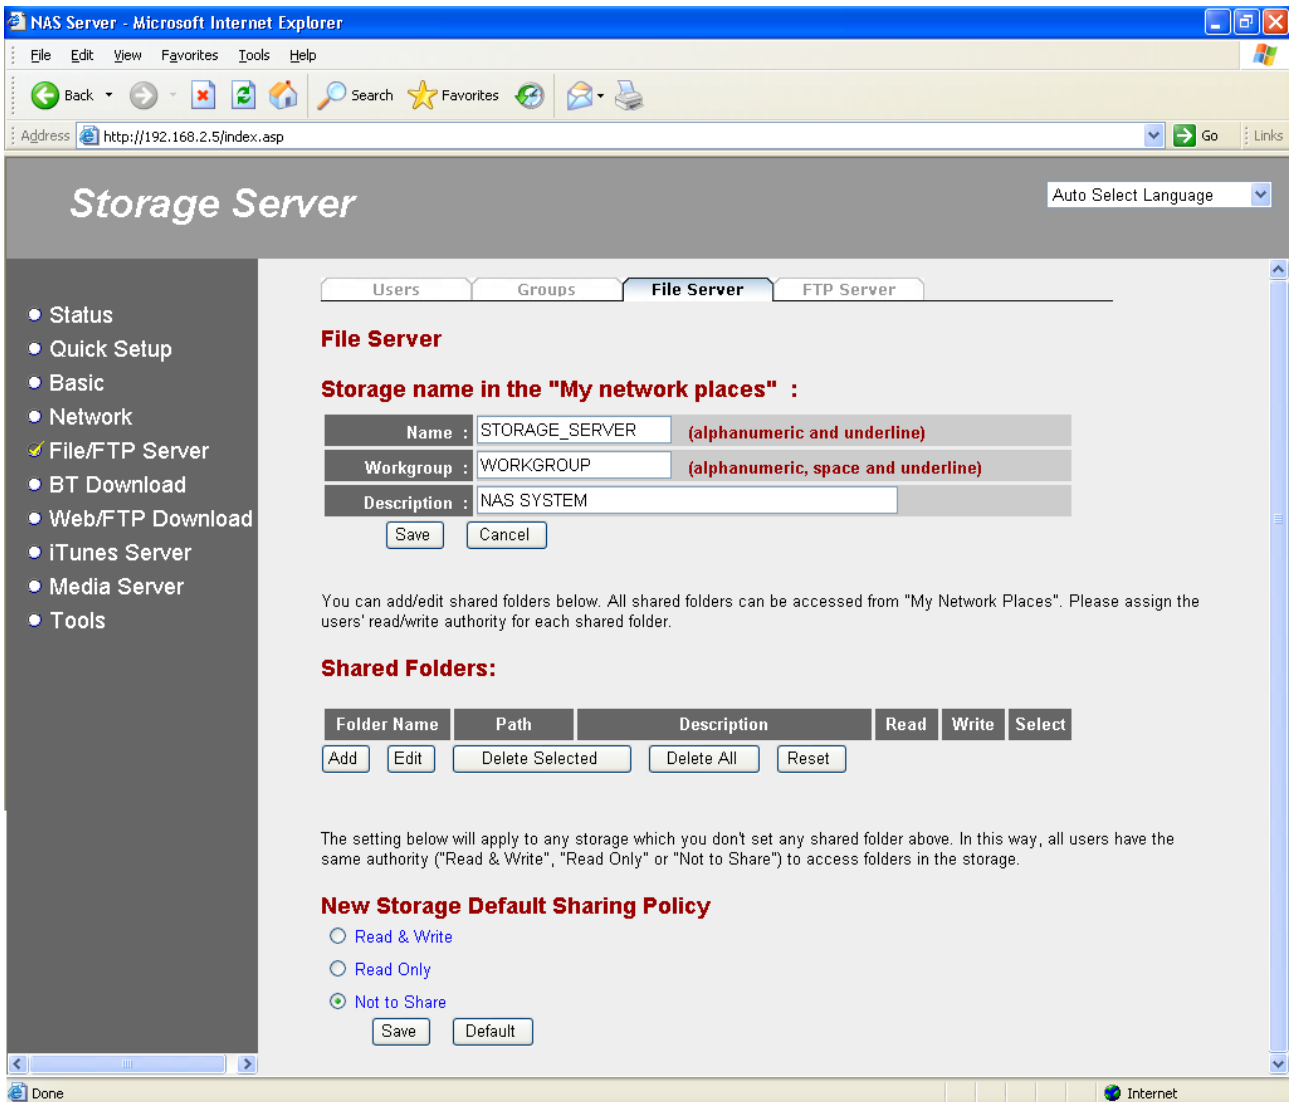 NAS Server - Microsoft Internet Explorer
File Edit View Favorites Tools Help
Back Search Favorites
Address http://192.168.2.5/index.asp Go Links
Storage Server
Auto Select Language
Status
Quick Setup
Basic
Network
File/FTP Server
BT Download
Web/FTP Download
iTunes Server
Media Server
Tools
Users Groups File Server FTP Server
File Server
Storage name in the "My network places" :
Name : STORAGE_SERVER (alphanumeric and underline)
Workgroup : WORKGROUP (alphanumeric, space and underline)
Description : NAS SYSTEM
Save Cancel
You can add/edit shared folders below. All shared folders can be accessed from "My Network Places". Please assign the
users' read/write authority for each shared folder.
Shared Folders:
Folder Name Path Description Read Write Select
Add Edit Delete Selected Delete All Reset
The setting below will apply to any storage which you don't set any shared folder above. In this way, all users have the
same authority ("Read & Write", "Read Only" or "Not to Share") to access folders in the storage.
New Storage Default Sharing Policy
Read & Write
Read Only
Not to Share
Save Default
Done Internet